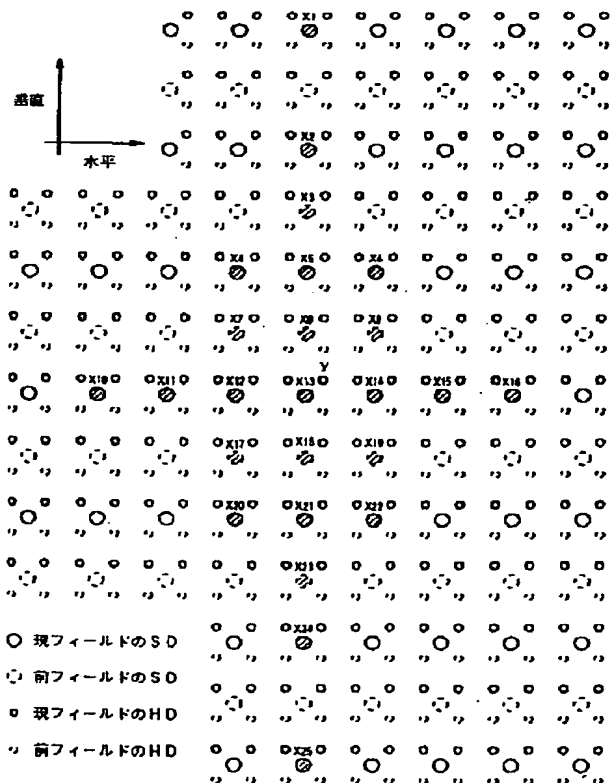 X1
垂直
X2
水平
X3
X4 X5 X6
X7 X8 X9
y
X10 X11 X12 X13 X14 X15 X16
X17 X18 X19
X20 X21 X22
X23
X24
X25
現フィールドのSD
前フィールドのSD
現フィールドのHD
前フィールドのHD